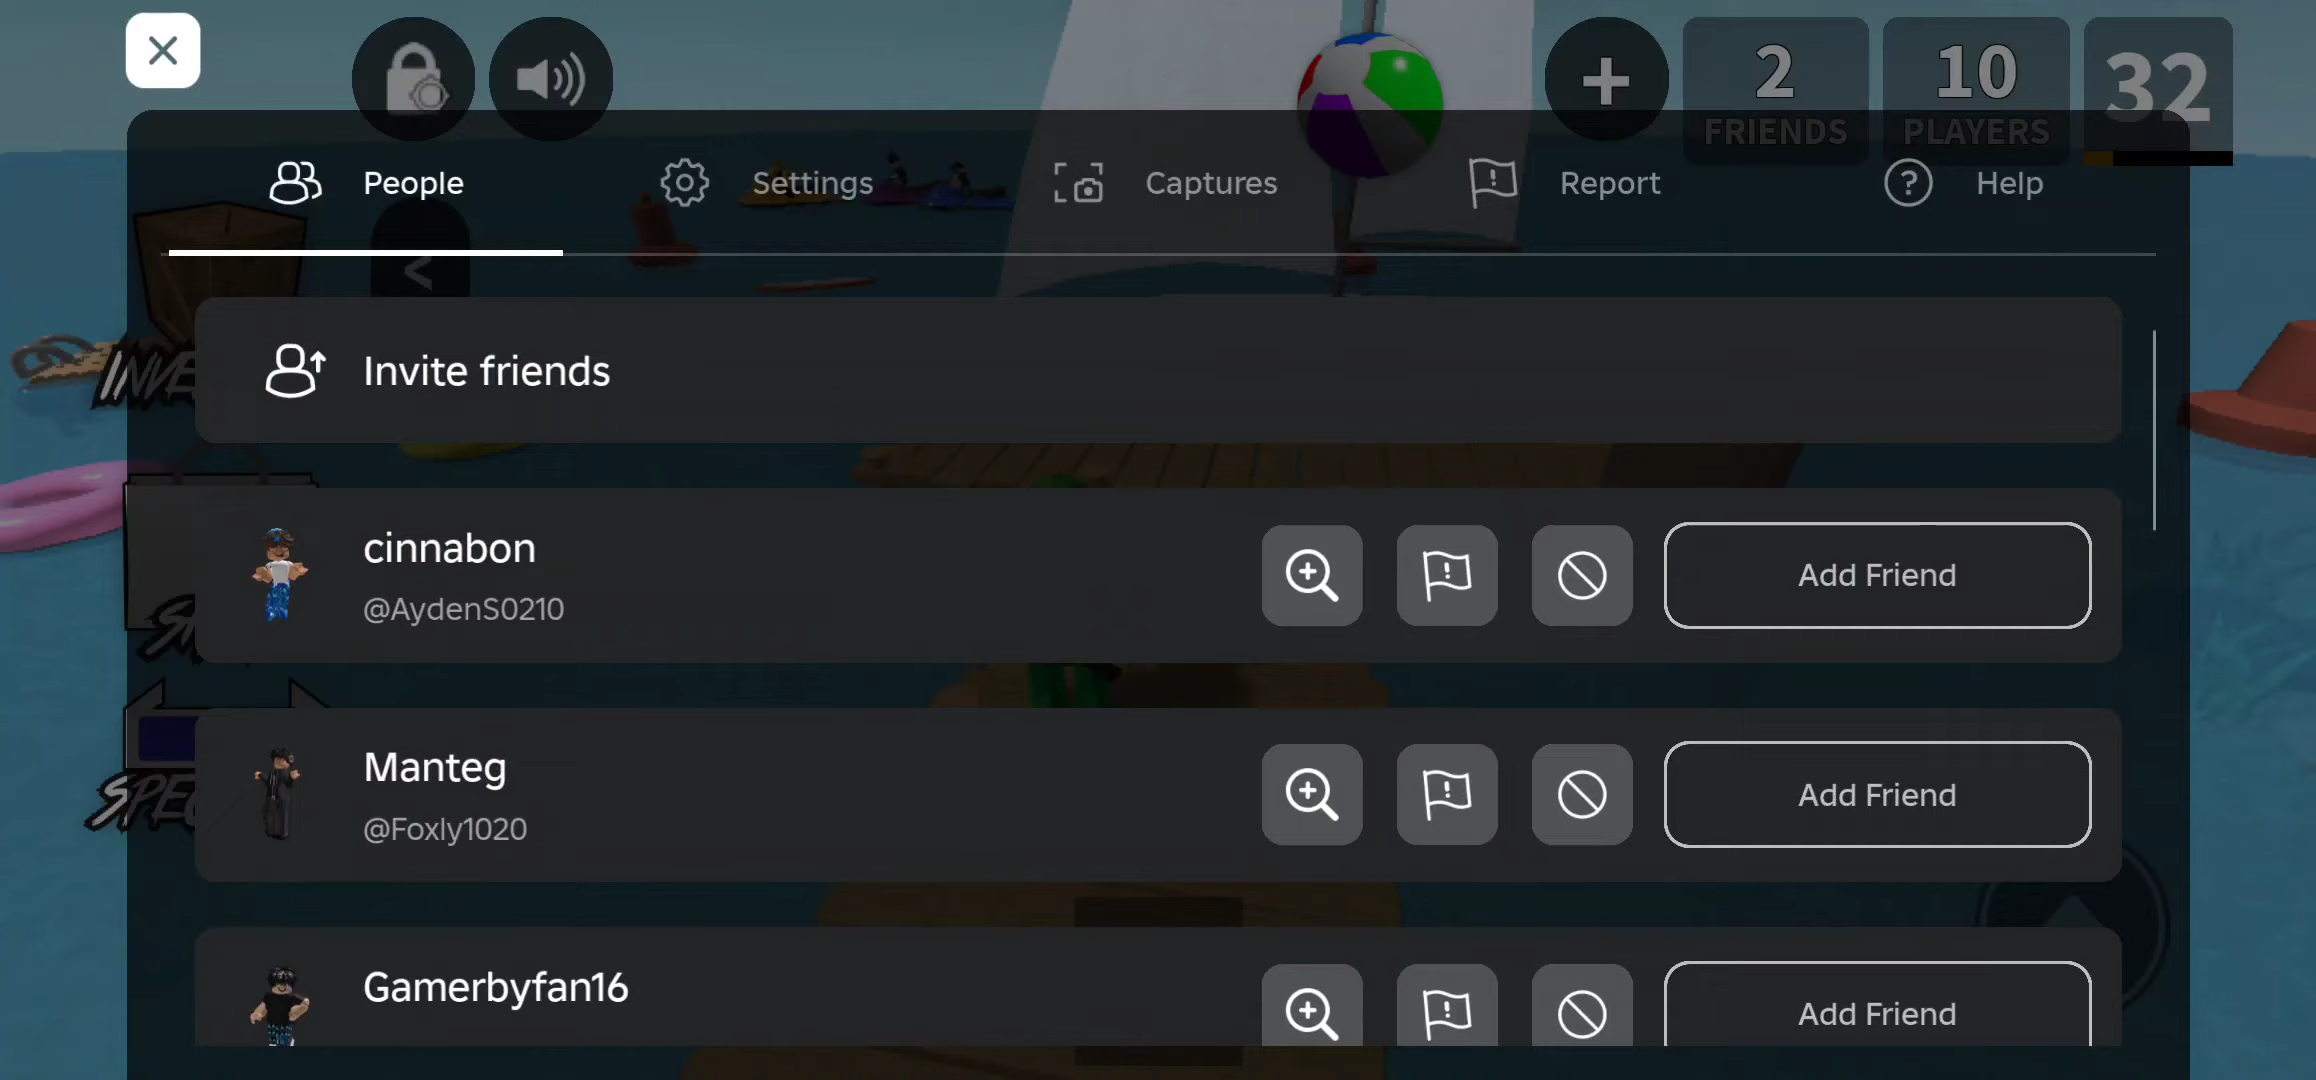 2
FRIENDS
10
PLAYERS
32
People
Settings
Captures
Report
Help
Invite friends
cinnabon
@AydenS0210
Add Friend
Manteg
@Foxly1020
Add Friend
Gamerbyfan16
Add Friend